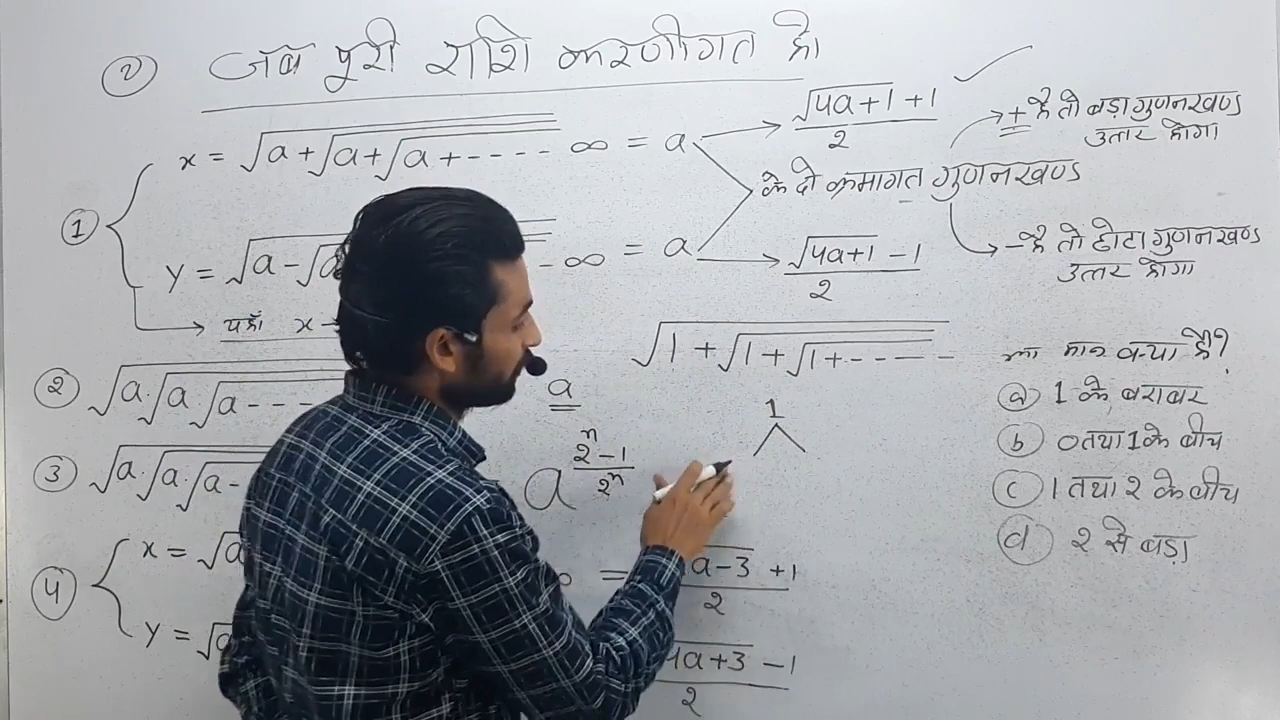 २ जब पूरी राशि करणीगत हो।
① x = √a + √a + √a + ---- ∞ = a → (√4a+1 + 1)/2
के दो क्रमागत गुणनखण्ड
→ + है तो बड़ा गुणनखण्ड
उत्तर होगा
y = √a - √a - ∞ = a → (√4a+1 - 1)/2
→ - है तो छोटा गुणनखण्ड
उत्तर होगा
→ यहाँ x -
② √a.√a.√a --- a
③ √a.√a.√a - a^((2^n - 1)/2^n)
④ x = √a ∞ = a-3 + 1 / 2
y = √a 4a+3 - 1 / 2
√1 + √1 + √1 + ----- का मान क्या है?
1
ⓐ 1 के बराबर
ⓑ 0 तथा 1 के बीच
ⓒ 1 तथा 2 के बीच
ⓓ 2 से बड़ा